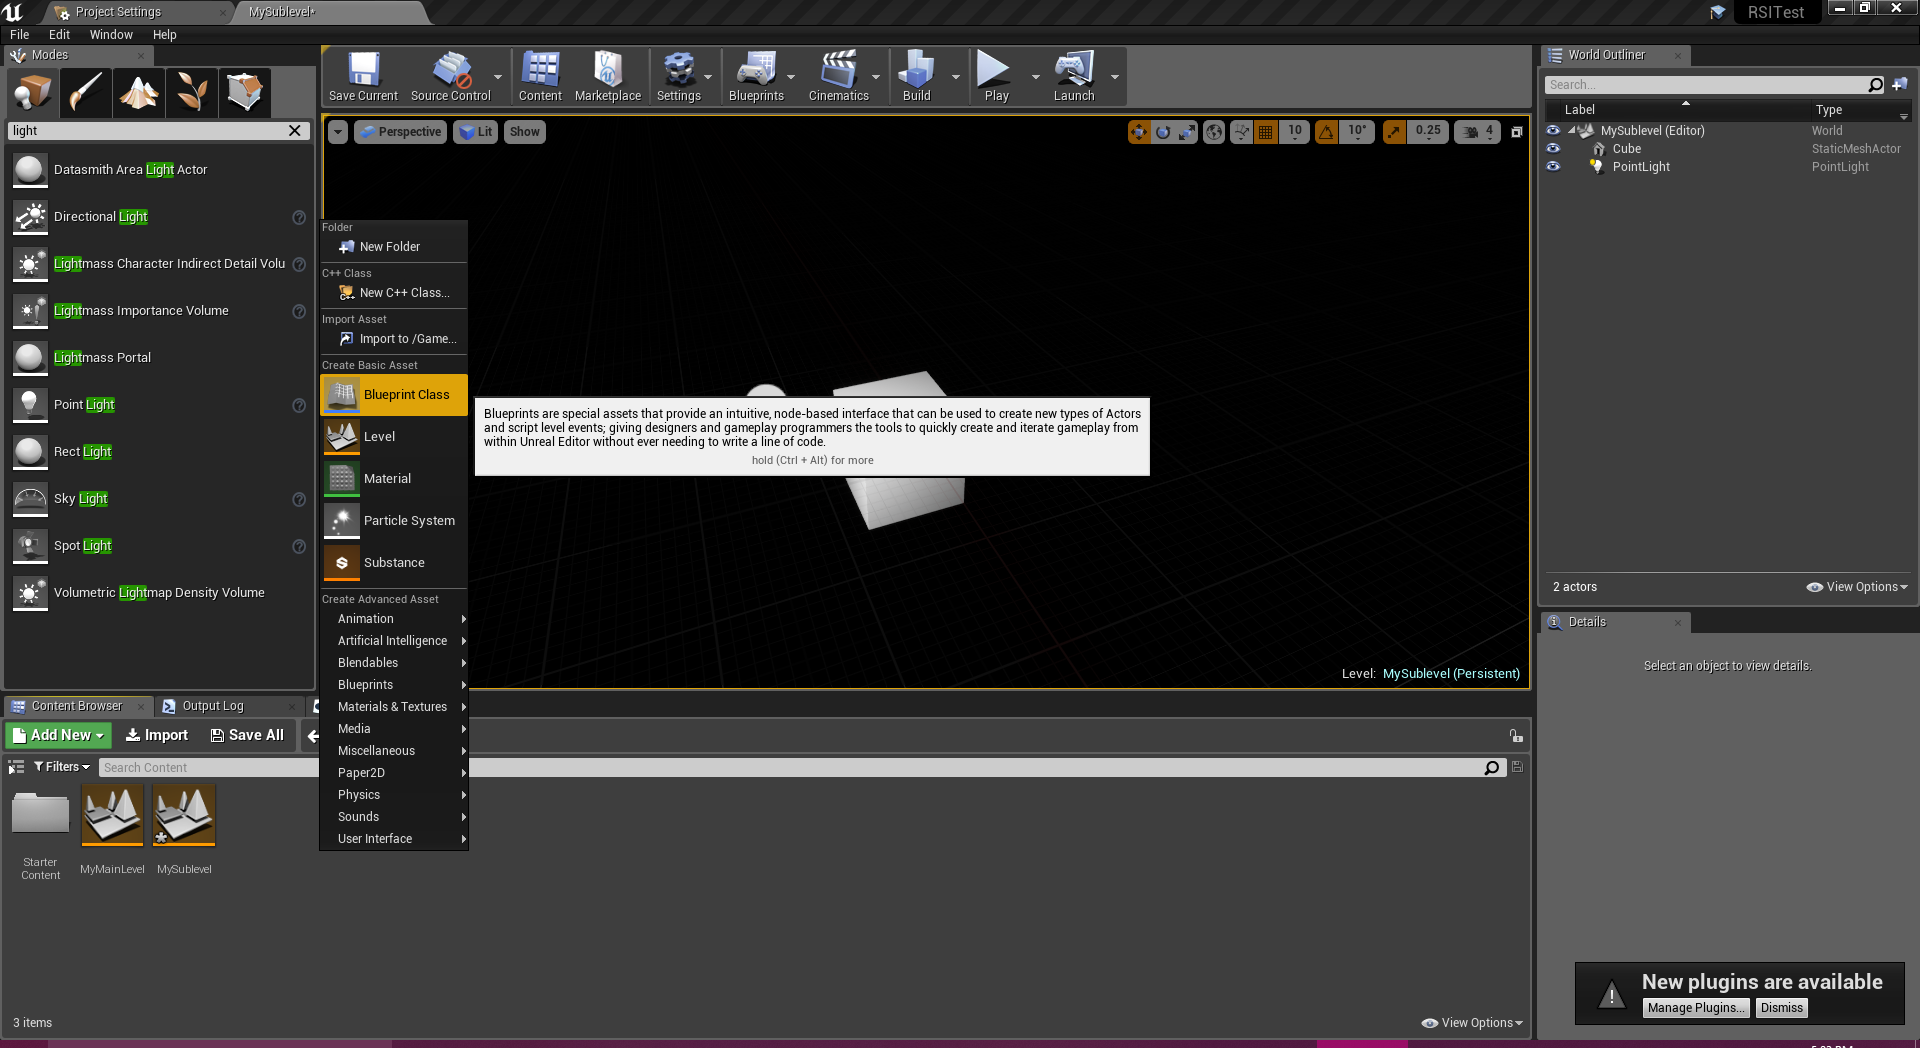 Project Settings
MySublevel*
RSITest
File Edit Window Help
Modes
light
Datasmith Area Light Actor
Directional Light
Lightmass Character Indirect Detail Volu
Lightmass Importance Volume
Lightmass Portal
Point Light
Rect Light
Sky Light
Spot Light
Volumetric Lightmap Density Volume
Save Current
Source Control
Content
Marketplace
Settings
Blueprints
Cinematics
Build
Play
Launch
Perspective
Lit
Show
10
10°
0.25
4
Folder
New Folder
C++ Class
New C++ Class...
Import Asset
Import to /Game...
Create Basic Asset
Blueprint Class
Level
Material
Particle System
Substance
Create Advanced Asset
Animation
Artificial Intelligence
Blendables
Blueprints
Materials & Textures
Media
Miscellaneous
Paper2D
Physics
Sounds
User Interface
Blueprints are special assets that provide an intuitive, node-based interface that can be used to create new types of Actors
and script level events; giving designers and gameplay programmers the tools to quickly create and iterate gameplay from
within Unreal Editor without ever needing to write a line of code.
hold (Ctrl + Alt) for more
Level: MySublevel (Persistent)
World Outliner
Search...
Label Type
MySublevel (Editor) World
Cube StaticMeshActor
PointLight PointLight
2 actors
View Options
Details
Select an object to view details.
Content Browser
Output Log
Add New
Import
Save All
Filters
Search Content
Starter
Content
MyMainLevel
MySublevel
3 items
View Options
New plugins are available
Manage Plugins...
Dismiss